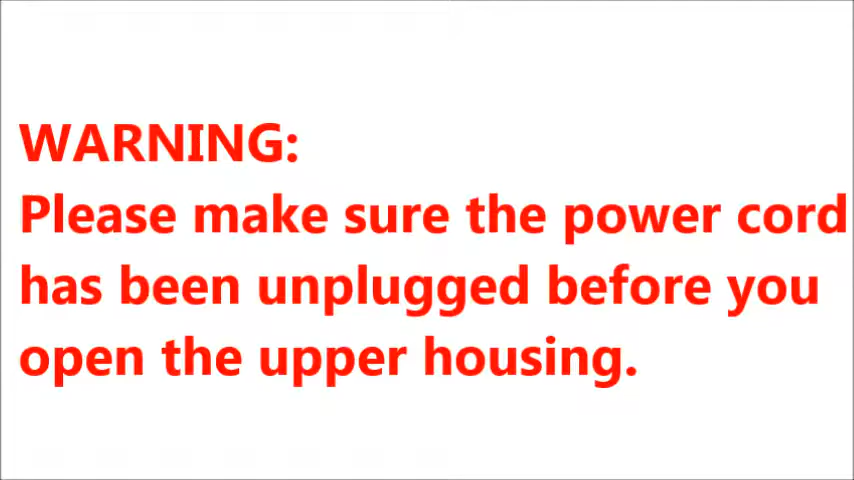 WARNING:
Please make sure the power cord
has been unplugged before you
open the upper housing.